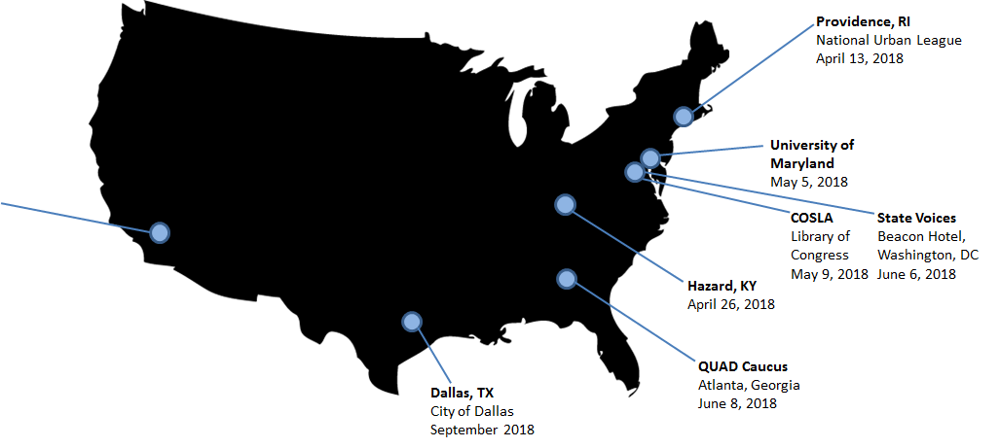 Providence, RI
National Urban League
April 13, 2018
University of
Maryland
May 5, 2018
COSLA
Library of
Congress
May 9, 2018
State Voices
Beacon Hotel,
Washington, DC
June 6, 2018
Hazard, KY
April 26, 2018
QUAD Caucus
Atlanta, Georgia
June 8, 2018
Dallas, TX
City of Dallas
September 2018